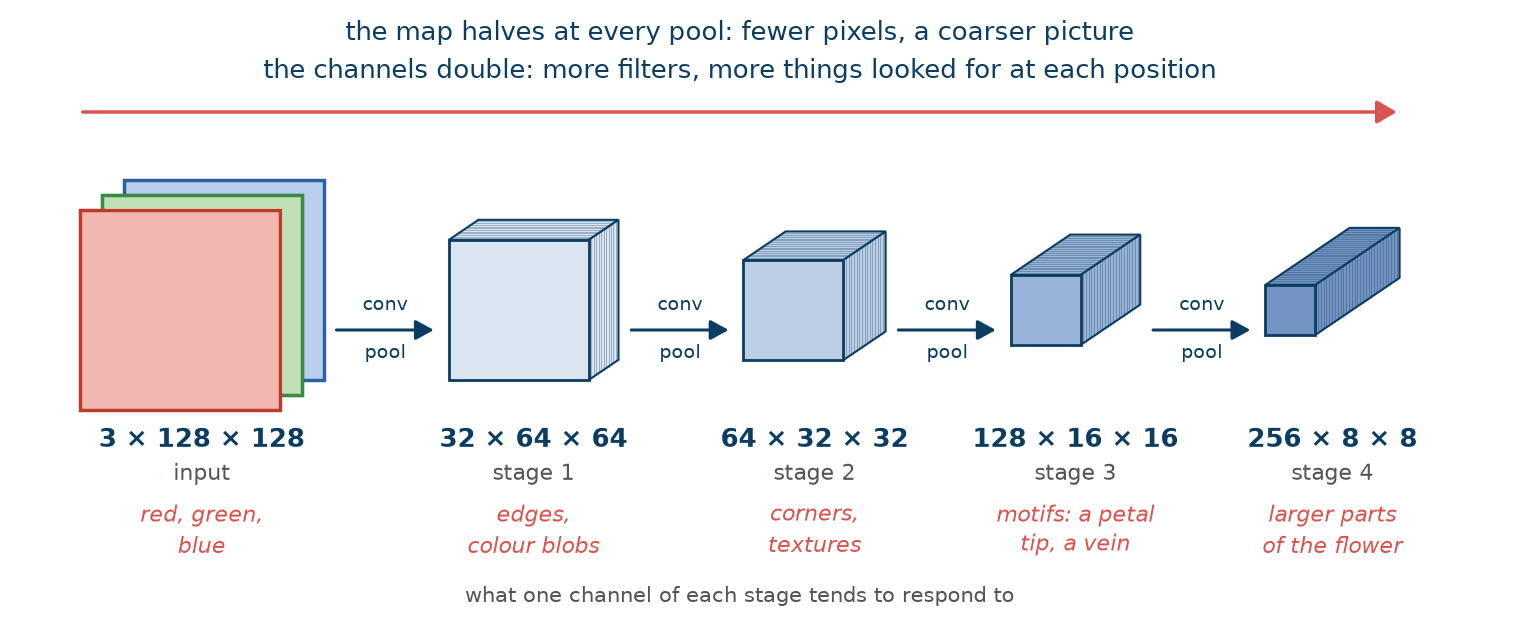 the map halves at every pool: fewer pixels, a coarser picture
the channels double: more filters, more things looked for at each position
conv
pool
conv
pool
conv
pool
conv
pool
3 × 128 × 128
input
red, green,
blue
32 × 64 × 64
stage 1
edges,
colour blobs
64 × 32 × 32
stage 2
corners,
textures
128 × 16 × 16
stage 3
motifs: a petal
tip, a vein
256 × 8 × 8
stage 4
larger parts
of the flower
what one channel of each stage tends to respond to